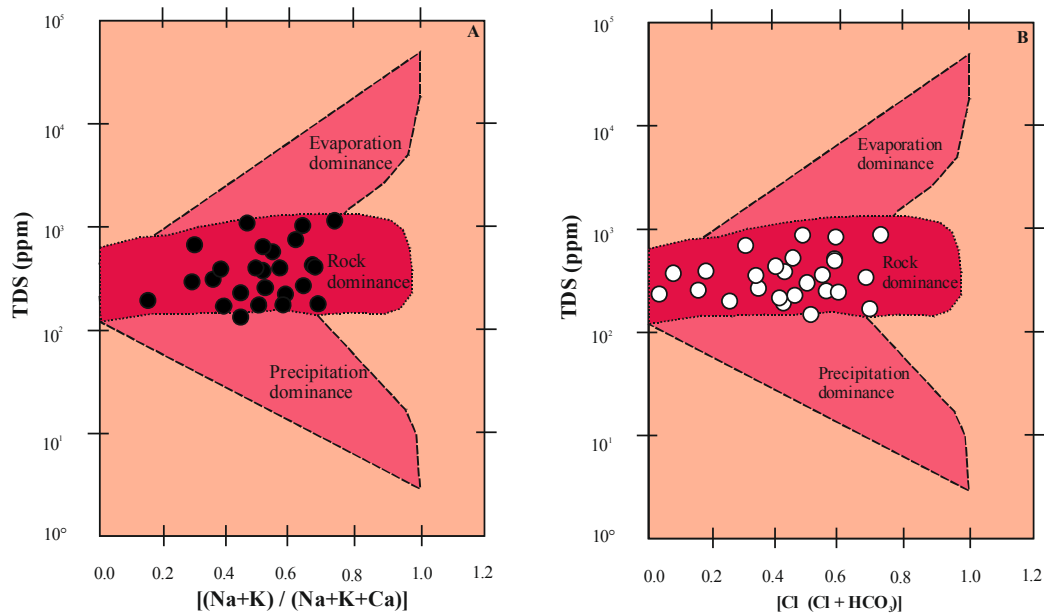 A
TDS (ppm)
10⁵
10⁴
10³
10²
10¹
10°
Evaporation
dominance
Rock
dominance
Precipitation
dominance
0.0 0.2 0.4 0.6 0.8 1.0 1.2
[(Na+K) / (Na+K+Ca)]
B
TDS (ppm)
10⁵
10⁴
10³
10²
10¹
10⁰
Evaporation
dominance
Rock
dominance
Precipitation
dominance
0.0 0.2 0.4 0.6 0.8 1.0 1.2
[Cl (Cl + HCO₃)]